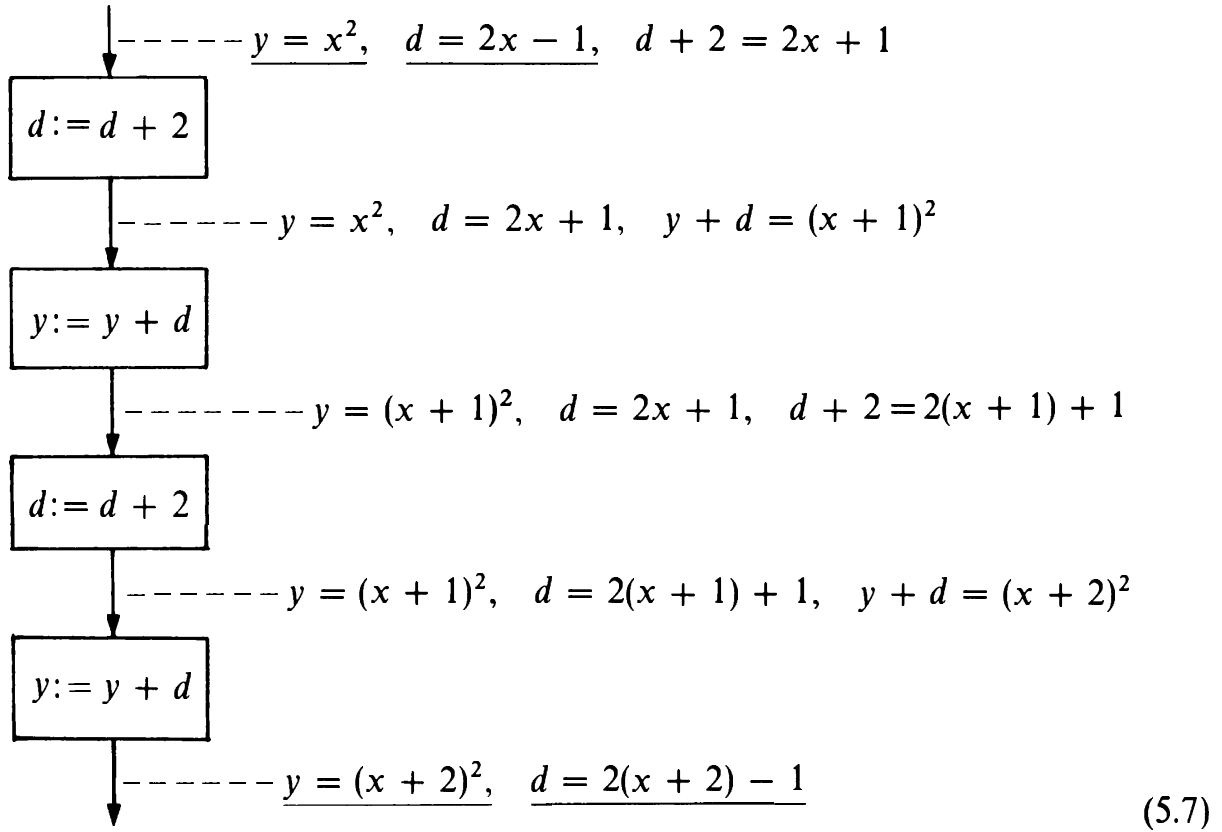 y = x², d = 2x − 1, d + 2 = 2x + 1
d:= d + 2
y = x², d = 2x + 1, y + d = (x + 1)²
y:= y + d
y = (x + 1)², d = 2x + 1, d + 2 = 2(x + 1) + 1
d:= d + 2
y = (x + 1)², d = 2(x + 1) + 1, y + d = (x + 2)²
y:= y + d
y = (x + 2)², d = 2(x + 2) − 1
(5.7)